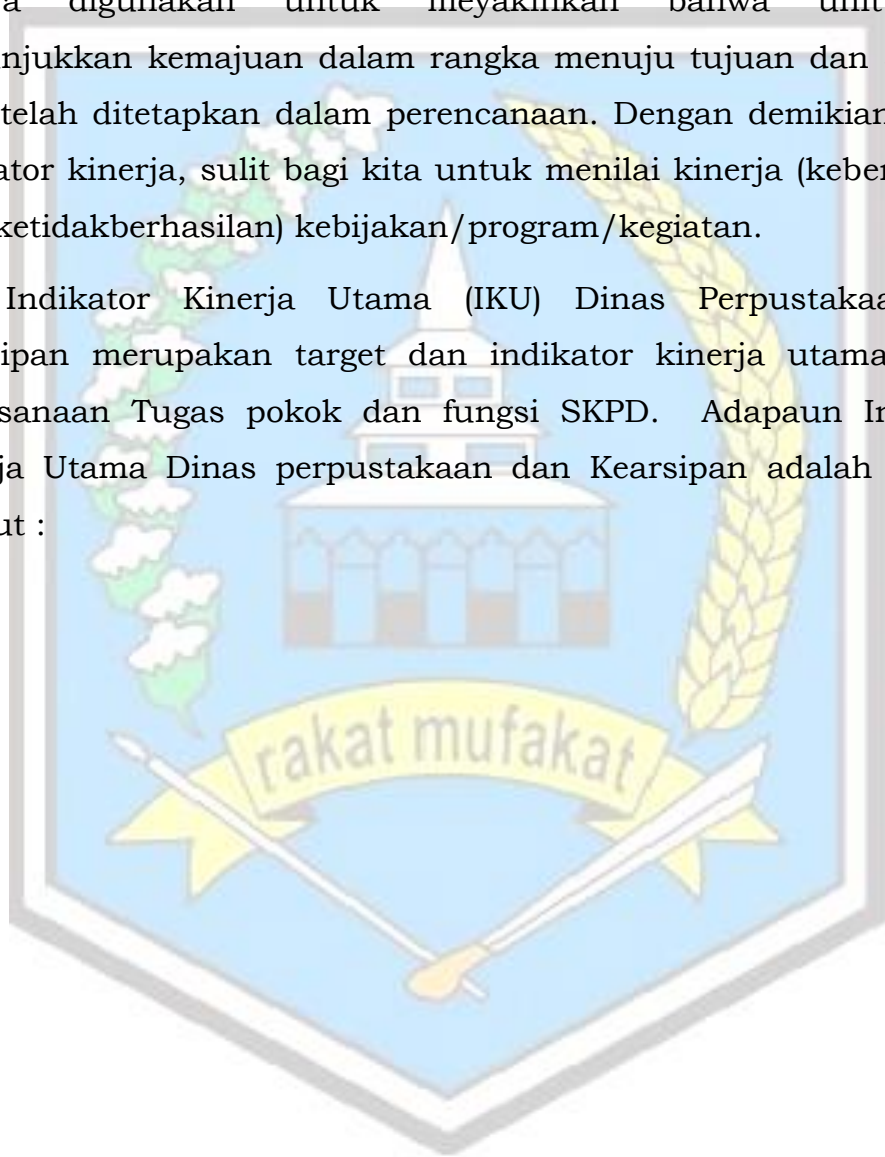 a digunakan untuk meyakinkan bahwa unit
njukkan kemajuan dalam rangka menuju tujuan dan
telah ditetapkan dalam perencanaan. Dengan demikian
ator kinerja, sulit bagi kita untuk menilai kinerja (keber
ketidakberhasilan) kebijakan/program/kegiatan.
Indikator Kinerja Utama (IKU) Dinas Perpustakaa
sipan merupakan target dan indikator kinerja utama
sanaan Tugas pokok dan fungsi SKPD. Adapaun In
ja Utama Dinas perpustakaan dan Kearsipan adalah
ut :
rakat mufakat